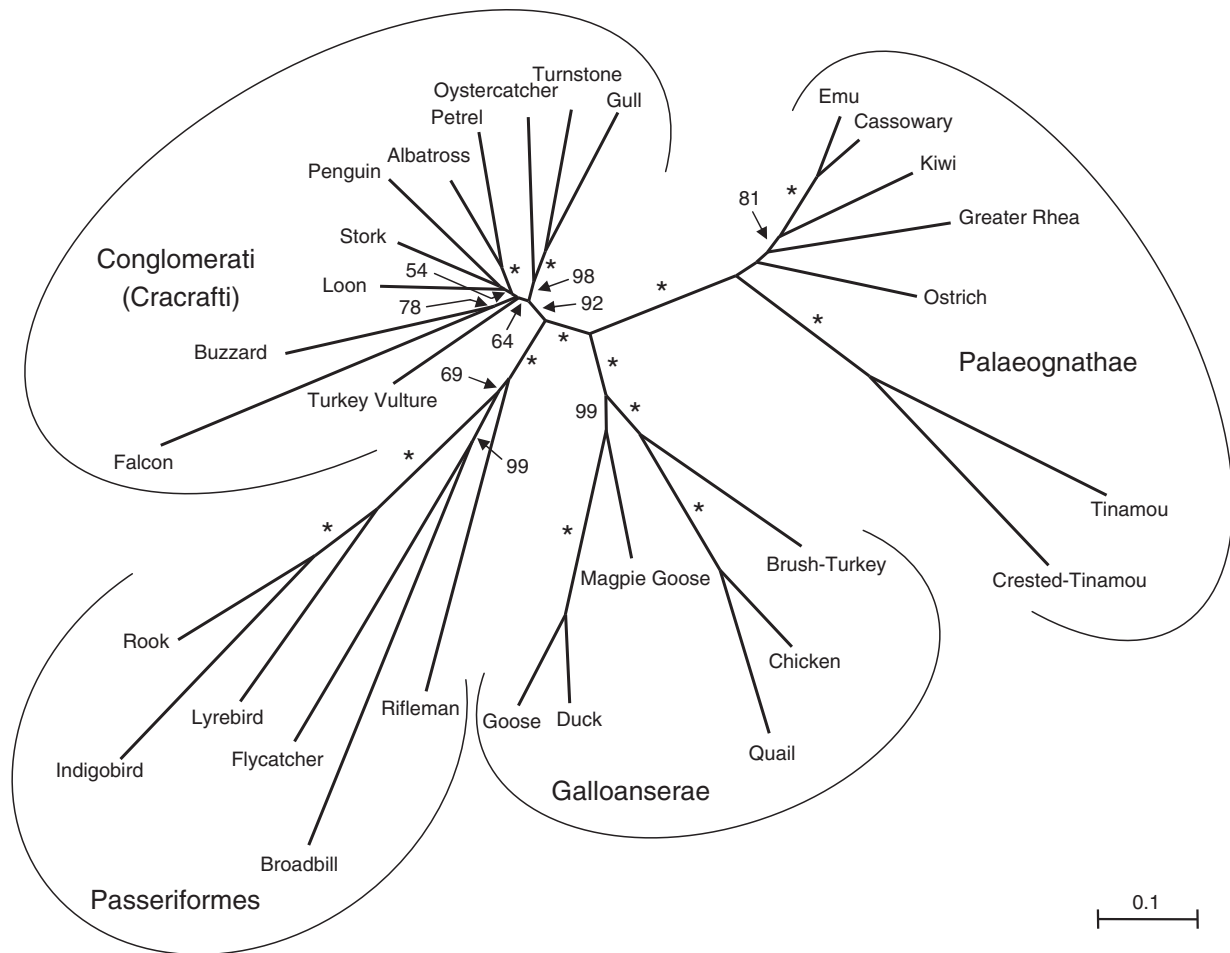 Turnstone
Oystercatcher
Gull
Petrel
Albatross
Penguin
Stork
Loon
Conglomerati
(Cracrafti)
54
*
*
98
92
78
64
Buzzard
Turkey Vulture
Falcon
Emu
Cassowary
Kiwi
*
81
Greater Rhea
*
Ostrich
*
Palaeognathae
Tinamou
Crested-Tinamou
*
*
*
69
99
*
99
*
*
*
*
Magpie Goose
Brush-Turkey
Chicken
Quail
Goose
Duck
Galloanserae
*
Rook
Lyrebird
Rifleman
Flycatcher
Indigobird
Broadbill
Passeriformes
0.1